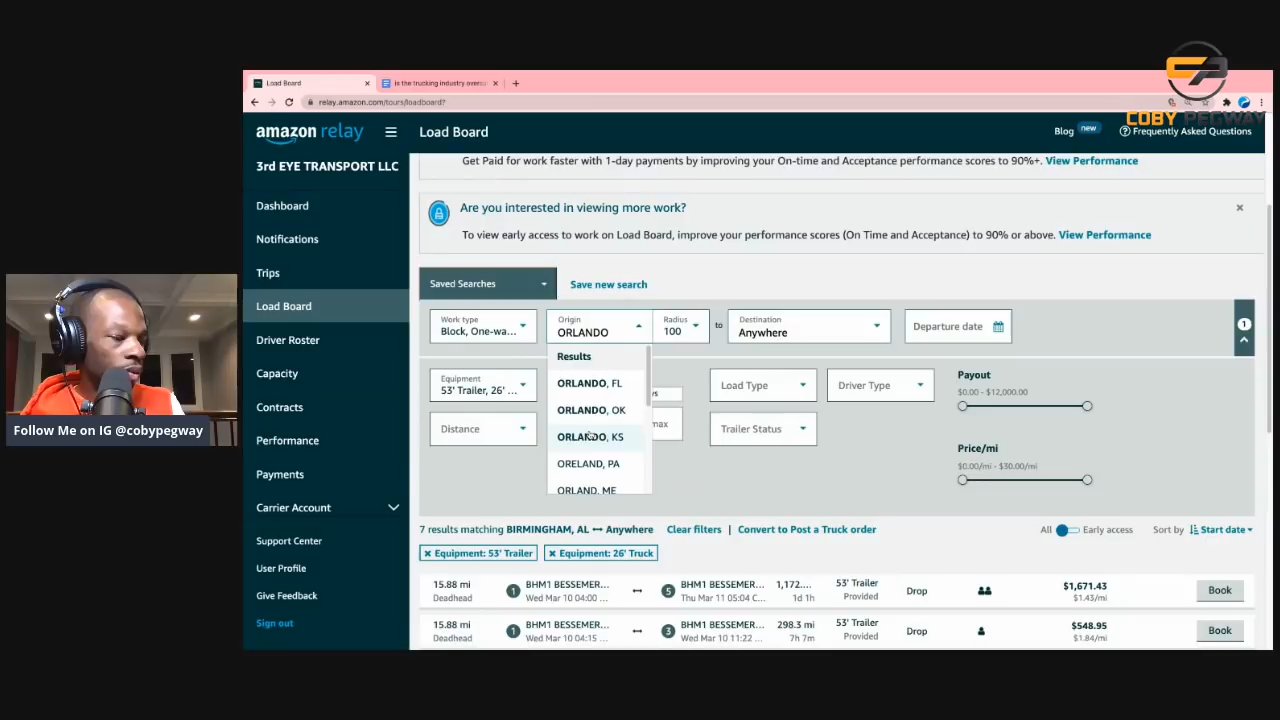 Load Board
is the trucking industry overs
relay.amazon.com/tours/loadboard?
COBY PEGWAY
amazon relay
Load Board
Blog new
Frequently Asked Questions
3rd EYE TRANSPORT LLC
Dashboard
Notifications
Trips
Load Board
Driver Roster
Capacity
Contracts
Performance
Payments
Carrier Account
Support Center
User Profile
Give Feedback
Sign out
Get Paid for work faster with 1-day payments by improving your On-time and Acceptance performance scores to 90%+. View Performance
Are you interested in viewing more work?
To view early access to work on Load Board, improve your performance scores (On Time and Acceptance) to 90% or above. View Performance
Saved Searches
Save new search
Work type
Block, One-wa...
Origin
ORLANDO
Radius
100
to
Destination
Anywhere
Departure date
1
Results
ORLANDO, FL
ORLANDO, OK
ORLANDO, KS
ORELAND, PA
ORLAND, ME
Equipment
53' Trailer, 26' ...
Load Type
Driver Type
Distance
max
Trailer Status
Payout
$0.00 - $12,000.00
Price/mi
$0.00/mi - $30.00/mi
7 results matching BIRMINGHAM, AL ↔ Anywhere
Clear filters | Convert to Post a Truck order
All Early access
Sort by Start date
× Equipment: 53' Trailer × Equipment: 26' Truck
15.88 mi
Deadhead
1 BHM1 BESSEMER...
Wed Mar 10 04:00 ...
5 BHM1 BESSEMER...
Thu Mar 11 05:04 C...
1,172....
1d 1h
53' Trailer
Provided
Drop
$1,671.43
$1.43/mi
Book
15.88 mi
Deadhead
1 BHM1 BESSEMER...
Wed Mar 10 04:15 ...
3 BHM1 BESSEMER...
Wed Mar 10 11:22 ...
298.3 mi
7h 7m
53' Trailer
Provided
Drop
$548.95
$1.84/mi
Book
Follow Me on IG @cobypegway